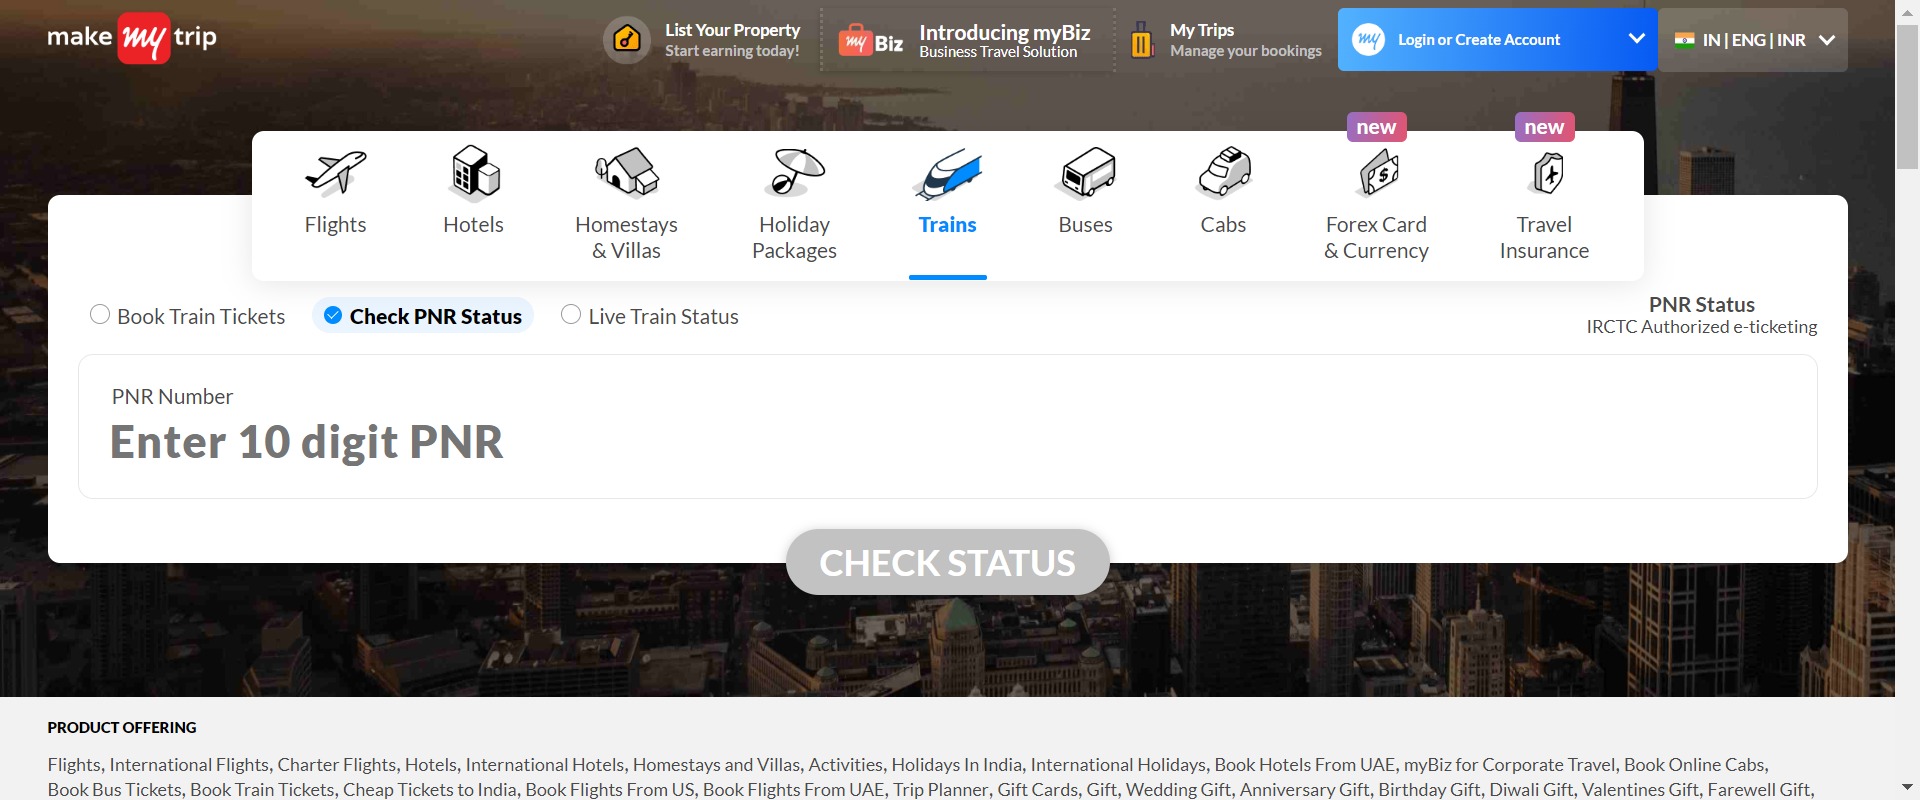 make my trip
List Your Property
Start earning today!
my Biz
Introducing myBiz
Business Travel Solution
My Trips
Manage your bookings
my
Login or Create Account
IN | ENG | INR
new
new
Flights
Hotels
Homestays
& Villas
Holiday
Packages
Trains
Buses
Cabs
Forex Card
& Currency
Travel
Insurance
Book Train Tickets
Check PNR Status
Live Train Status
PNR Status
IRCTC Authorized e-ticketing
PNR Number
Enter 10 digit PNR
CHECK STATUS
PRODUCT OFFERING
Flights, International Flights, Charter Flights, Hotels, International Hotels, Homestays and Villas, Activities, Holidays In India, International Holidays, Book Hotels From UAE, myBiz for Corporate Travel, Book Online Cabs,
Book Bus Tickets, Book Train Tickets, Cheap Tickets to India, Book Flights From US, Book Flights From UAE, Trip Planner, Gift Cards, Gift, Wedding Gift, Anniversary Gift, Birthday Gift, Diwali Gift, Valentines Gift, Farewell Gift,